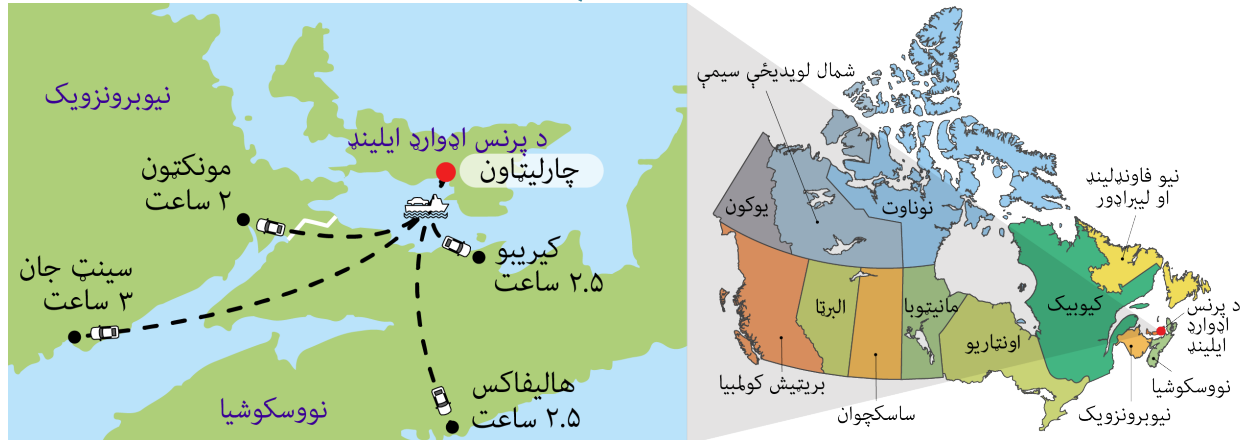 نیوبرونزویک
د پرنس اډوارډ ایلینډ
چارلیټاون
مونکټون
۲ ساعت
کیریبو
۲.۵ ساعت
سینټ جان
۳ ساعت
هالیفاکس
۲.۵ ساعت
نووسکوشیا
شمال لویدیځې سیمې
یوکون
نوناوت
نیو فاونډلینډ
او لیبراډور
بریټیش کولمبیا
البرټا
ساسکچوان
مانیټوبا
اونټاریو
کیوبیک
د پرنس
اډوارډ
ایلینډ
نووسکوشیا
نیوبرونزویک